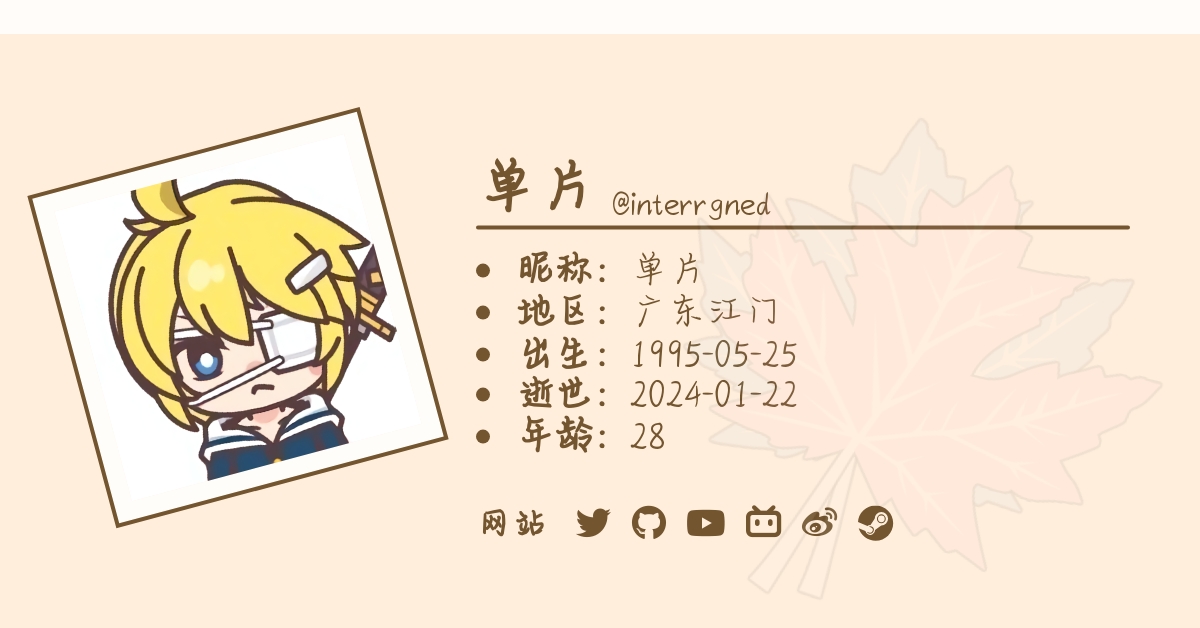 单片 @interrgned
昵称： 单片
地区： 广东江门
出生： 1995-05-25
逝世： 2024-01-22
年龄： 28
网站